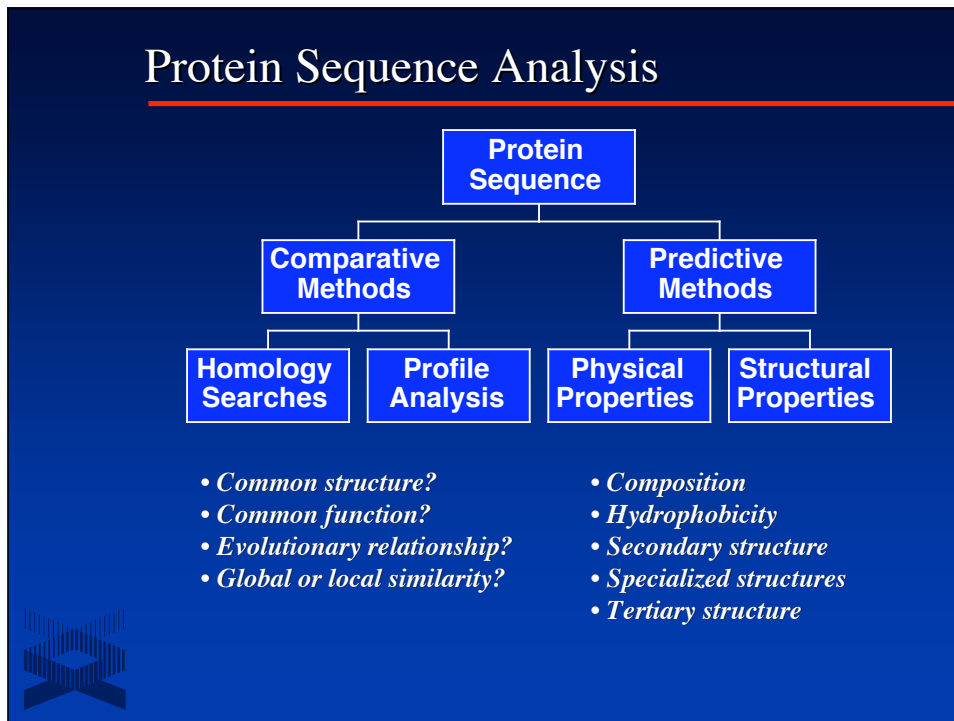 Protein Sequence Analysis
Protein
Sequence
Comparative
Methods
Predictive
Methods
Homology
Searches
Profile
Analysis
Physical
Properties
Structural
Properties
• Common structure?
• Common function?
• Evolutionary relationship?
• Global or local similarity?
• Composition
• Hydrophobicity
• Secondary structure
• Specialized structures
• Tertiary structure